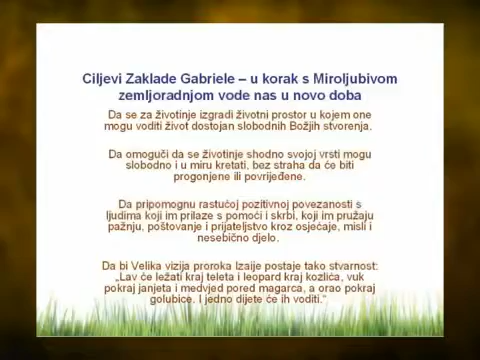 Ciljevi Zaklade Gabriele – u korak s Miroljubivom
zemljoradnjom vode nas u novo doba
Da se za životinje izgradi životni prostor u kojem one
mogu voditi život dostojan slobodnih Božjih stvorenja.
Da omoguči da se životinje shodno svojoj vrsti mogu
slobodno i u miru kretati, bez straha da će biti
progonjene ili povrijeđene.
Da pripomognu rastućoj pozitivnoj povezanosti s
ljudima koji im prilaze s pomoći i skrbi, koji im pružaju
pažnju, poštovanje i prijateljstvo kroz osjećaje, misli i
nesebično djelo.
Da bi Velika vizija proroka Izaije postaje tako stvarnost:
„Lav će ležati kraj teleta i leopard kraj kozlića, vuk
pokraj janjeta i medvjed pored magarca, a orao pokraj
golubice. I jedno dijete će ih voditi.“